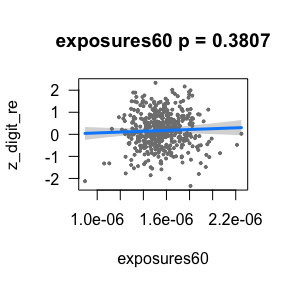 exposures60 p = 0.3807
z_digit_re
2
1
0
-1
-2
1.0e-06 1.6e-06 2.2e-06
exposures60